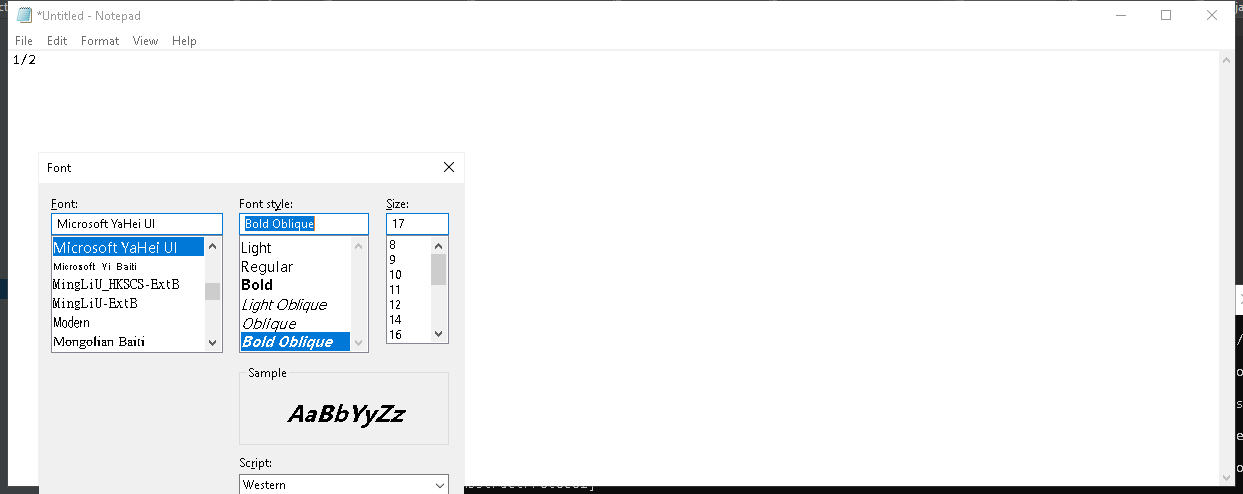 *Untitled - Notepad
File Edit Format View Help
1/2
Font
Font: Font style: Size:
Microsoft YaHei UI Bold Oblique 17
Microsoft YaHei UI Light 8
Microsoft Yi Baiti Regular 9
MingLiU_HKSCS-ExtB Bold 10
MingLiU-ExtB Light Oblique 11
Modern Oblique 12
Mongolian Baiti Bold Oblique 14
16
Sample
AaBbYyZz
Script:
Western